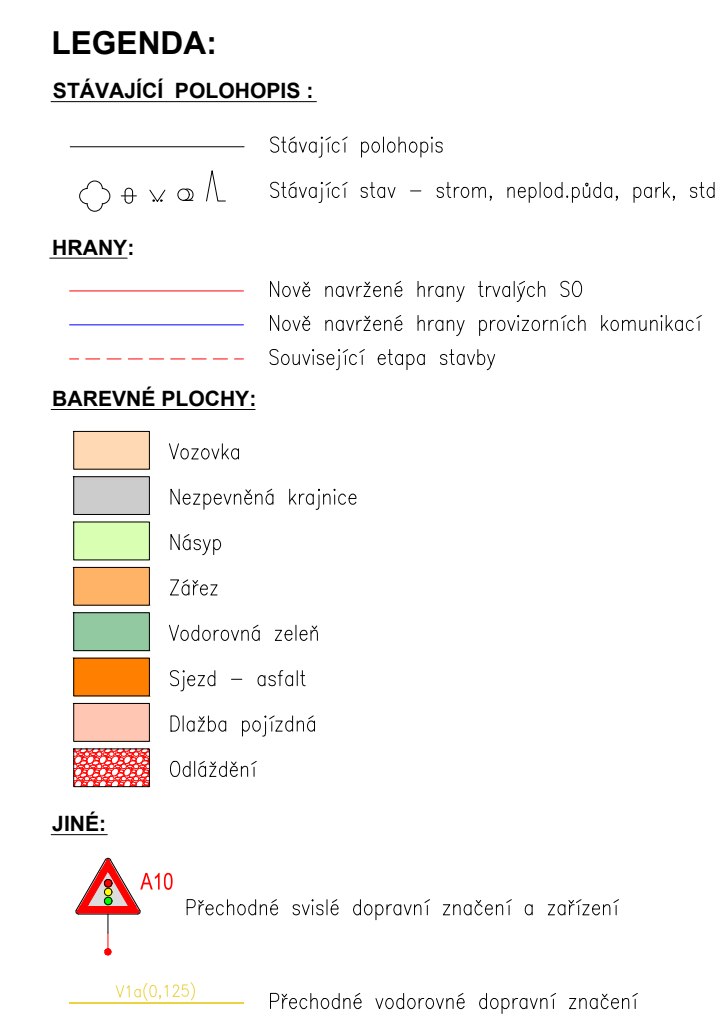 LEGENDA:
STÁVAJÍCÍ POLOHOPIS :
Stávající polohopis
Stávající stav – strom, neplod.půda, park, std
HRANY:
Nově navržené hrany trvalých SO
Nově navržené hrany provizorních komunikací
Související etapa stavby
BAREVNÉ PLOCHY:
Vozovka
Nezpevněná krajnice
Násyp
Zářez
Vodorovná zeleň
Sjezd – asfalt
Dlažba pojízdná
Odláždění
JINÉ:
A10
Přechodné svislé dopravní značení a zařízení
V1a(0,125)
Přechodné vodorovné dopravní značení